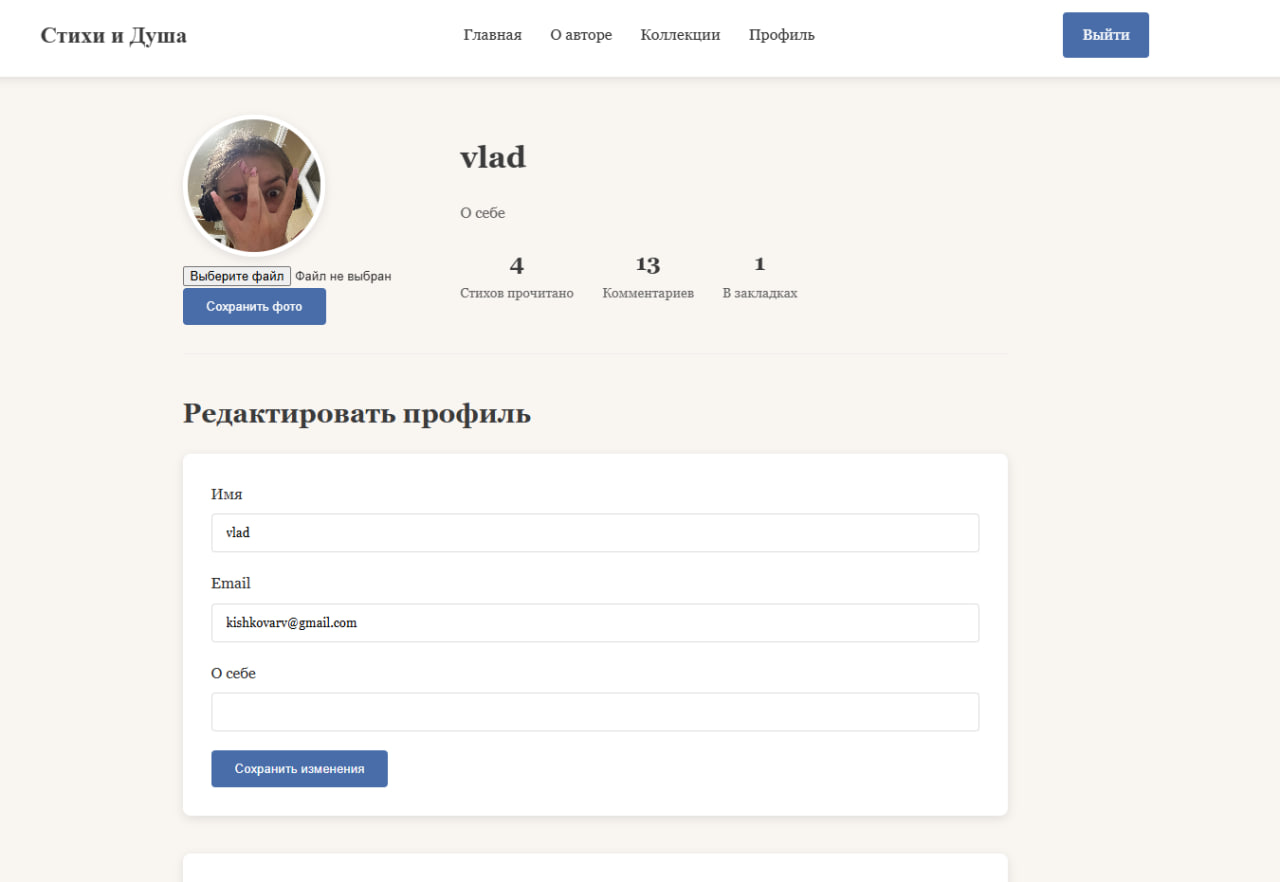 Стихи и Душа
Главная О авторе Коллекции Профиль
Выйти
vlad
О себе
4 13 1
Стихов прочитано Комментариев В закладках
Выберите файл Файл не выбран
Сохранить фото
Редактировать профиль
Имя
vlad
Email
kishkovarv@gmail.com
О себе
Сохранить изменения